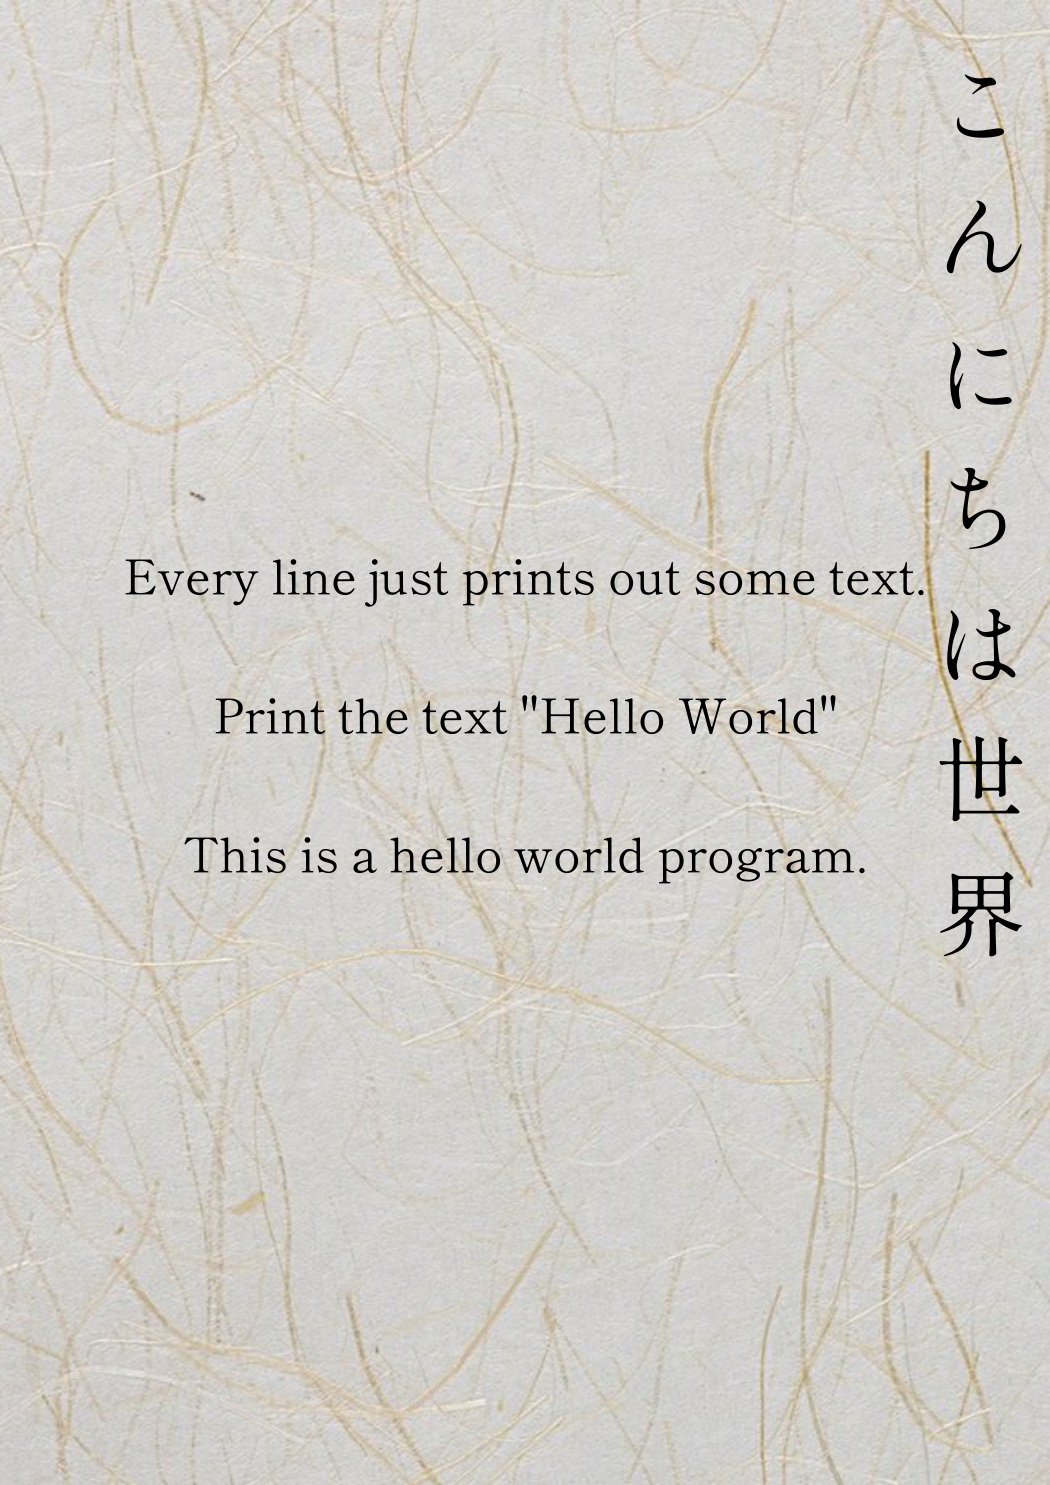 こんにちは世界
Every line just prints out some text.
Print the text "Hello World"
This is a hello world program.